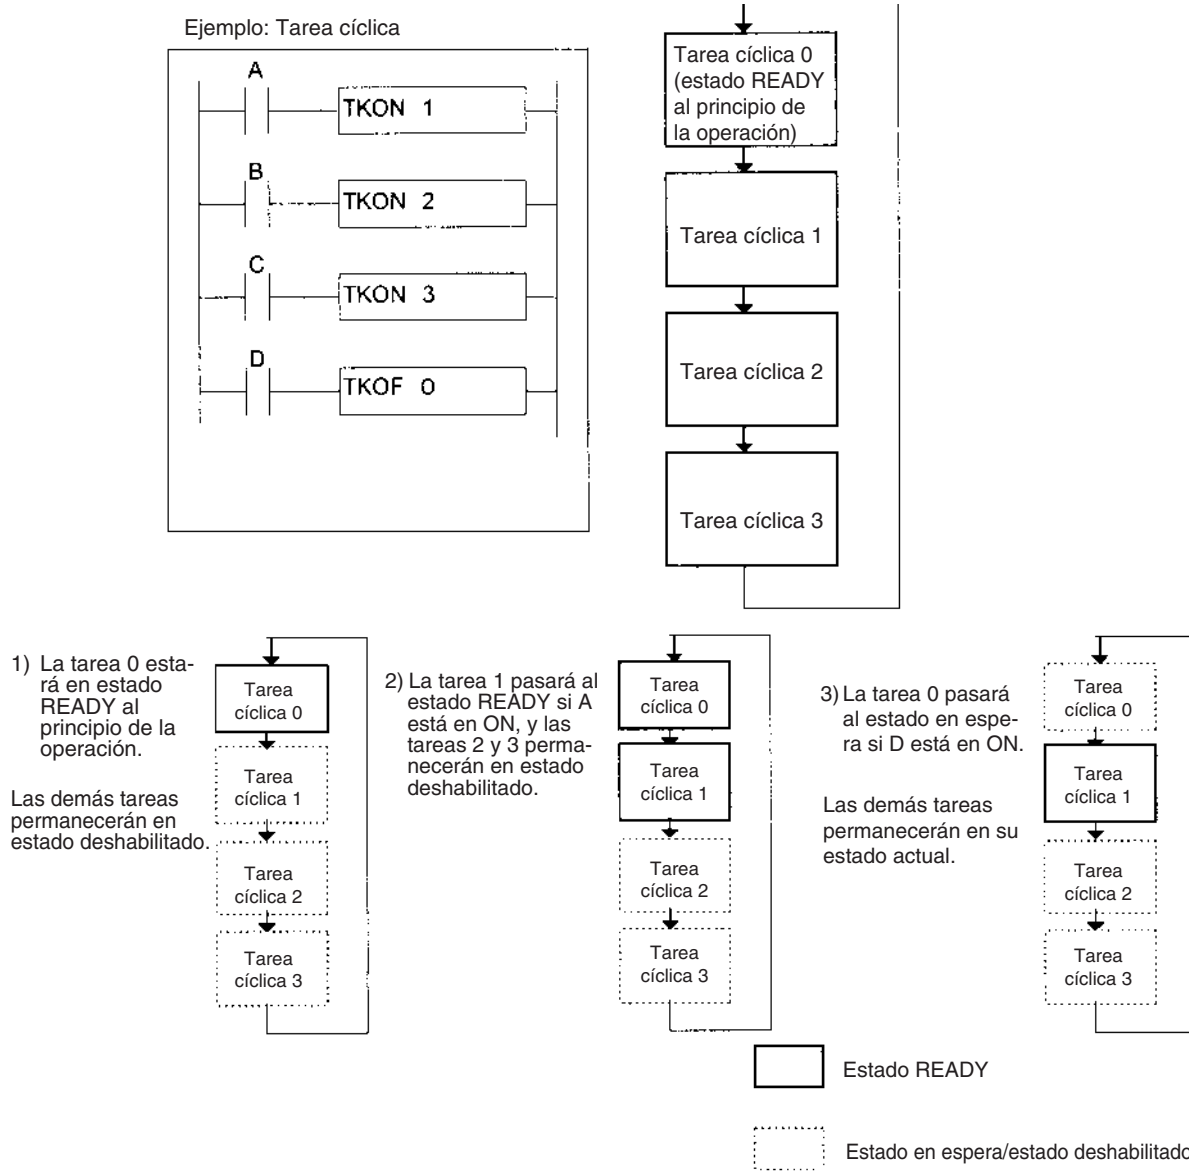 Ejemplo: Tarea cíclica
A
TKON 1
B
TKON 2
C
TKON 3
D
TKOF 0
Tarea cíclica 0
(estado READY
al principio de
la operación)
Tarea cíclica 1
Tarea cíclica 2
Tarea cíclica 3
1) La tarea 0 esta-
rá en estado
READY al
principio de la
operación.
Las demás tareas
permanecerán en
estado deshabilitado.
Tarea
cíclica 0
Tarea
cíclica 1
Tarea
cíclica 2
Tarea
cíclica 3
2) La tarea 1 pasará al
estado READY si A
está en ON, y las
tareas 2 y 3 perma-
necerán en estado
deshabilitado.
Tarea
cíclica 0
Tarea
cíclica 1
Tarea
cíclica 2
Tarea
cíclica 3
3) La tarea 0 pasará
al estado en espe-
ra si D está en ON.
Las demás tareas
permanecerán en su
estado actual.
Tarea
cíclica 0
Tarea
cíclica 1
Tarea
cíclica 2
Tarea
cíclica 3
Estado READY
Estado en espera/estado deshabilitado